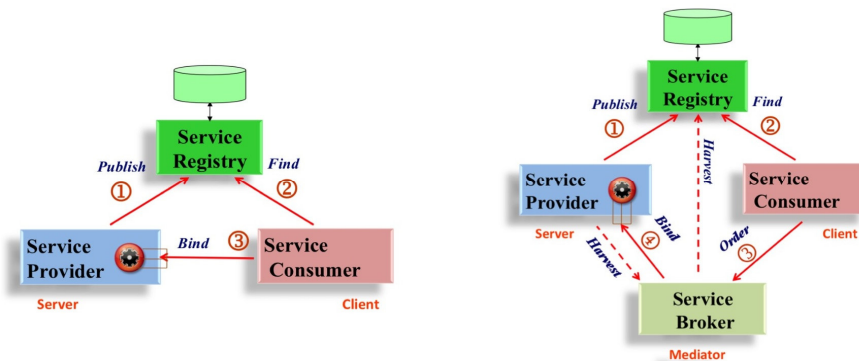 Service
Registry
Publish
Find
①
②
Service
Provider
Bind
③
Service
Consumer
Server
Client
Service
Registry
Publish
Find
①
②
Harvest
Service
Provider
Service
Consumer
Server
Client
Harvest
④
Bind
Order
③
Service
Broker
Mediator